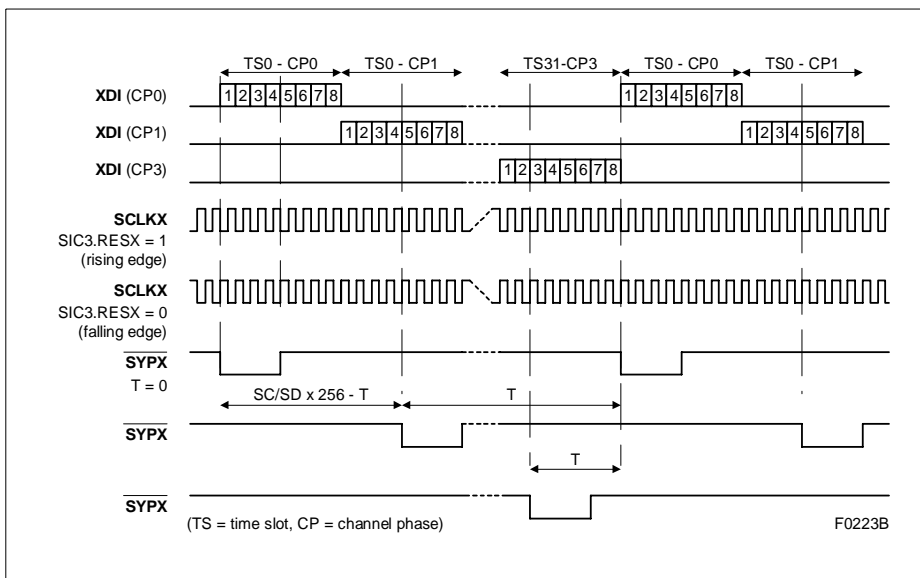 TS0 - CP0 TS0 - CP1 TS31-CP3 TS0 - CP0 TS0 - CP1
XDI (CP0) 1 2 3 4 5 6 7 8 1 2 3 4 5 6 7 8
XDI (CP1) 1 2 3 4 5 6 7 8 1 2 3 4 5 6 7 8
XDI (CP3) 1 2 3 4 5 6 7 8
SCLKX
SIC3.RESX = 1
(rising edge)
SCLKX
SIC3.RESX = 0
(falling edge)
SYPX
T = 0
SC/SD x 256 - T T
SYPX
T
SYPX
(TS = time slot, CP = channel phase) F0223B